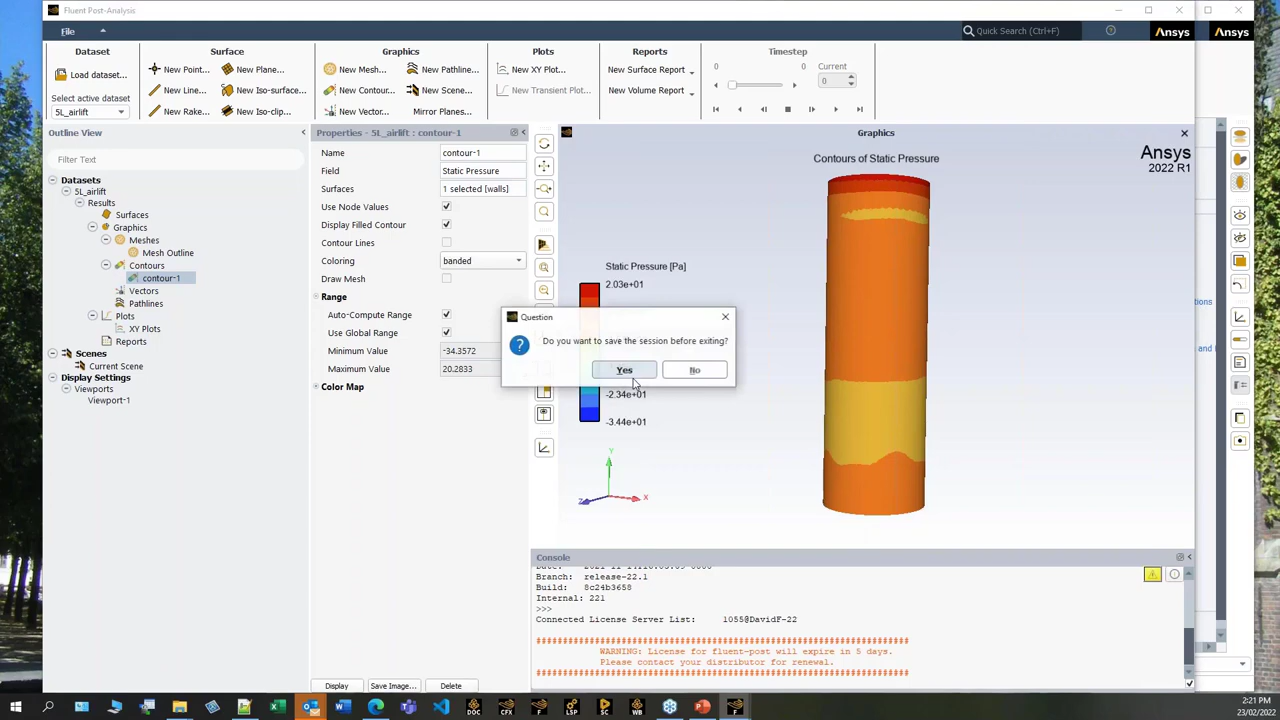 Fluent Post-Analysis
File
Quick Search (Ctrl+F)
Ansys
Ansys
Dataset
Surface
Graphics
Plots
Reports
Timestep
Load dataset...
Select active dataset
5L_airlift
New Point...
New Line...
New Rake...
New Plane...
New Iso-surface...
New Iso-clip...
New Mesh...
New Contour...
New Vector...
New Pathline...
New Scene...
Mirror Planes...
New XY Plot...
New Transient Plot...
New Surface Report
New Volume Report
0
0
Current
0
Outline View
Filter Text
Datasets
5L_airlift
Results
Surfaces
Graphics
Meshes
Mesh Outline
Contours
contour-1
Vectors
Pathlines
Plots
XY Plots
Reports
Scenes
Current Scene
Display Settings
Viewports
Viewport-1
Properties - 5L_airlift : contour-1
Name
contour-1
Field
Static Pressure
Surfaces
1 selected [walls]
Use Node Values
Display Filled Contour
Contour Lines
Coloring
banded
Draw Mesh
Range
Auto-Compute Range
Use Global Range
Minimum Value
-34.3572
Maximum Value
20.2833
Color Map
Display
Save Image...
Delete
Graphics
Contours of Static Pressure
Ansys
2022 R1
Static Pressure [Pa]
2.03e+01
-2.34e+01
-3.44e+01
Y
Z
X
Question
Do you want to save the session before exiting?
Yes
No
Console
Branch: release-22.1
Build: 8c24b3658
Internal: 221
>>>
Connected License Server List: 1055@DavidF-22
WARNING: License for fluent-post will expire in 5 days.
Please contact your distributor for renewal.
DOC
CFX
LSP
SC
WB
F
2:21 PM
23/02/2022